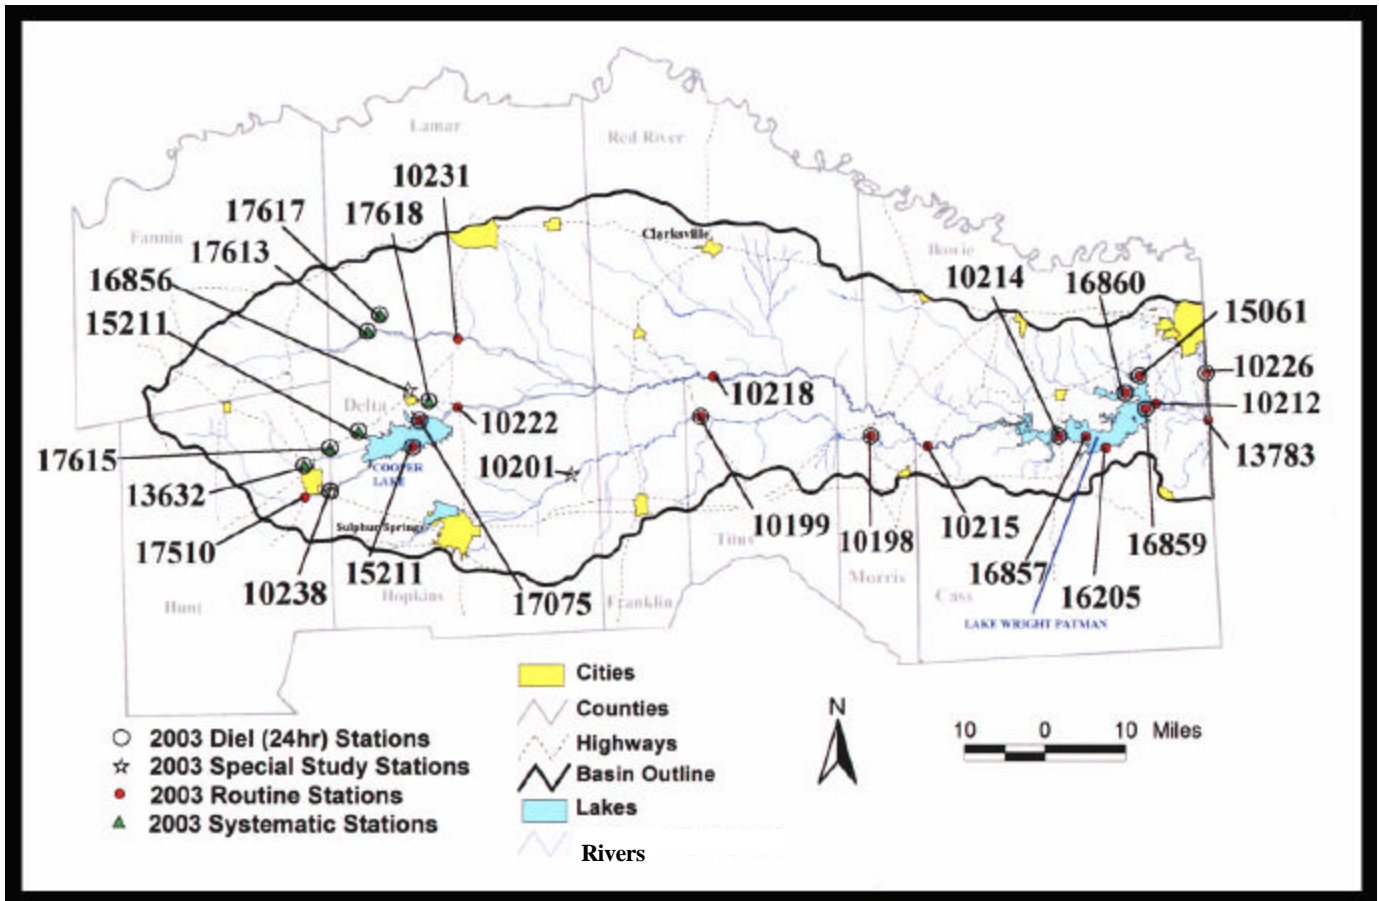 Lamar
Red River
10231
17617
17618
Fannin
Clarksville
17613
Bowie
16856
10214
16860
15211
15061
10226
10218
Delta
10212
10222
17615
10201
13783
COOPER
LAKE
13632
Sulphur Springs
10199
10215
17510
Titus
10198
16859
15211
16857
Morris
10238
Hopkins
17075
Franklin
Cass
16205
Hunt
LAKE WRIGHT PATMAN
Cities
Counties
Highways
Basin Outline
Lakes
Rivers
2003 Diel (24hr) Stations
2003 Special Study Stations
2003 Routine Stations
2003 Systematic Stations
N
10 0 10 Miles